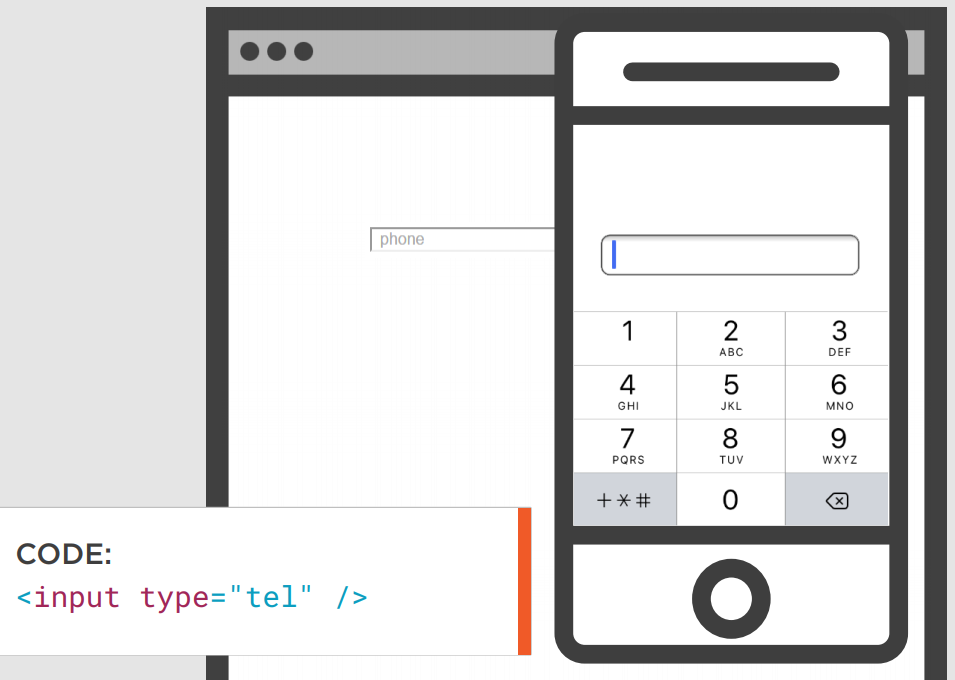 phone
1 2 3
ABC DEF
4 5 6
GHI JKL MNO
7 8 9
PQRS TUV WXYZ
+*# 0
CODE:
<input type="tel" />